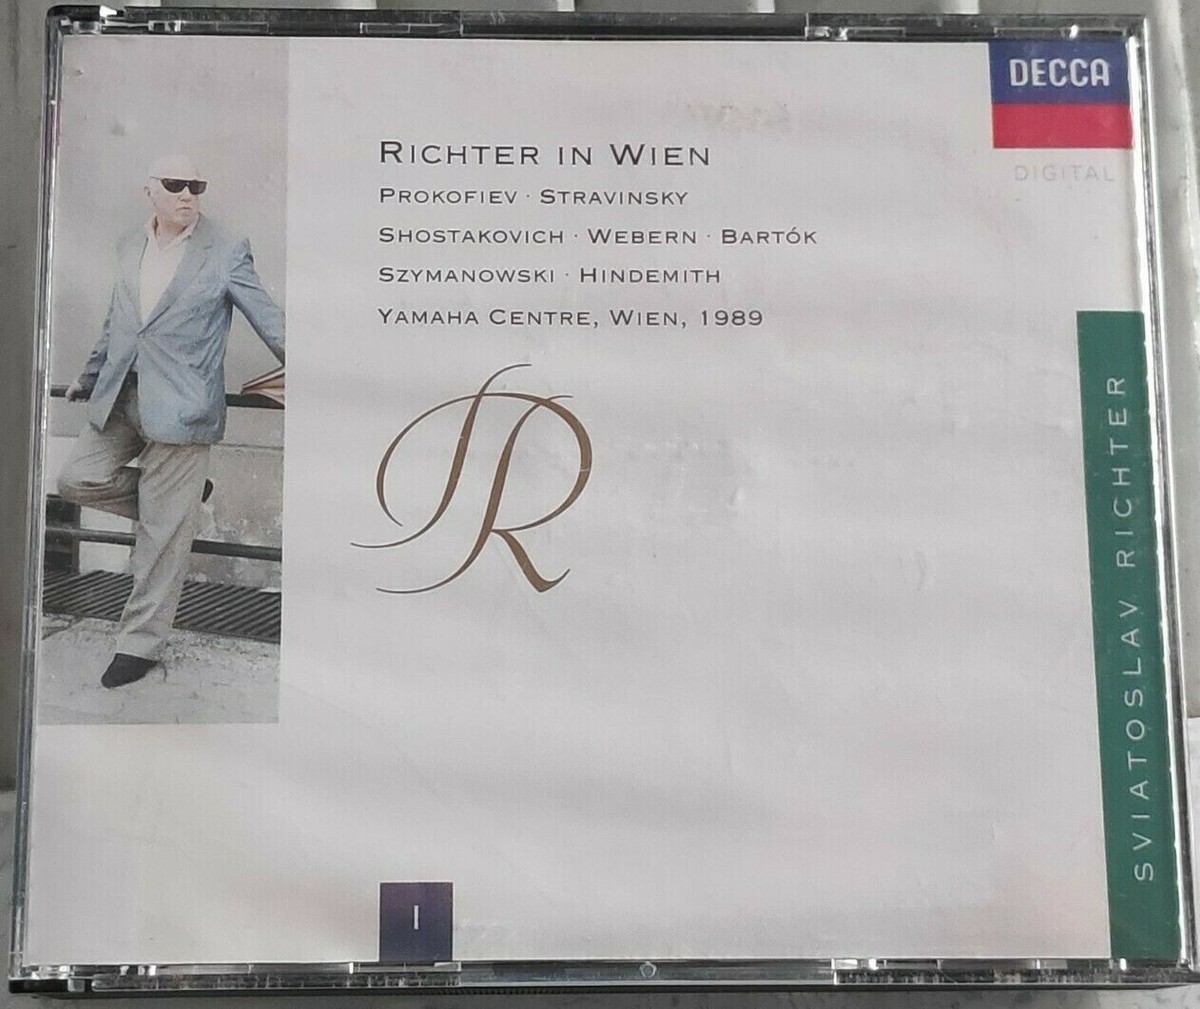 DECCA
DIGITAL
RICHTER IN WIEN
PROKOFIEV · STRAVINSKY
SHOSTAKOVICH · WEBERN · BARTÓK
SZYMANOWSKI · HINDEMITH
YAMAHA CENTRE, WIEN, 1989
R
SVIATOSLAV RICHTER
I